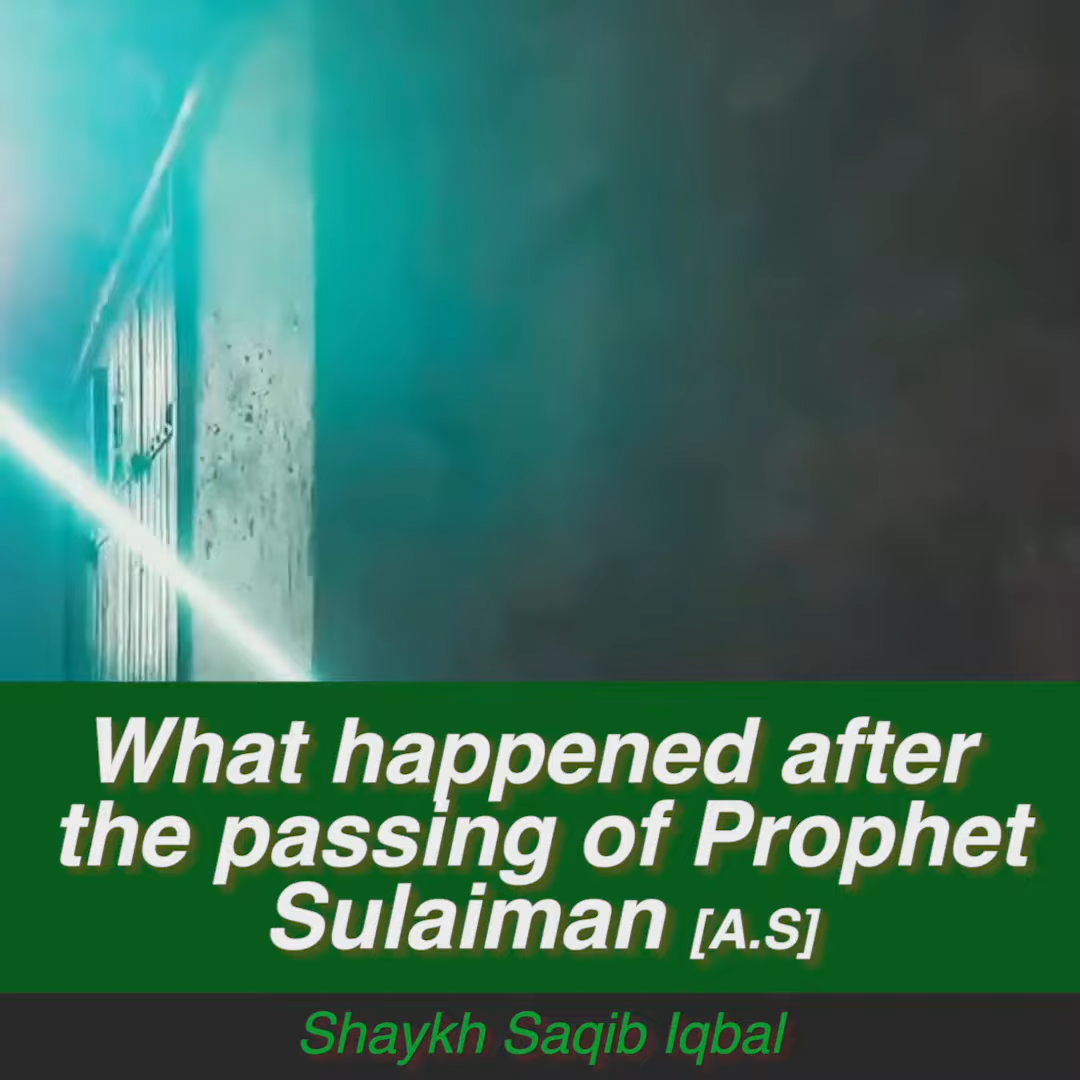 What happened after
the passing of Prophet
Sulaiman [A.S]
Shaykh Saqib Iqbal